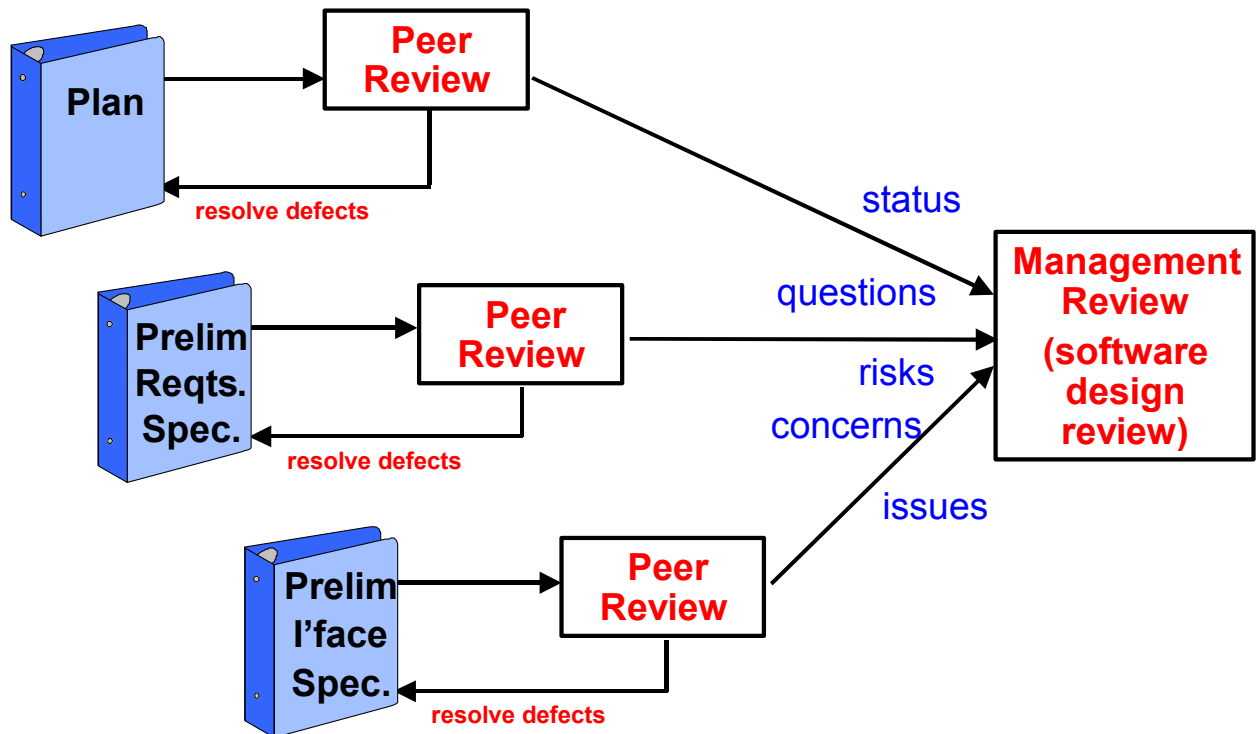 Plan
Peer
Review
resolve defects
status
Prelim
Reqts.
Spec.
Peer
Review
resolve defects
questions
risks
concerns
issues
Management
Review
(software
design
review)
Prelim
I’face
Spec.
Peer
Review
resolve defects